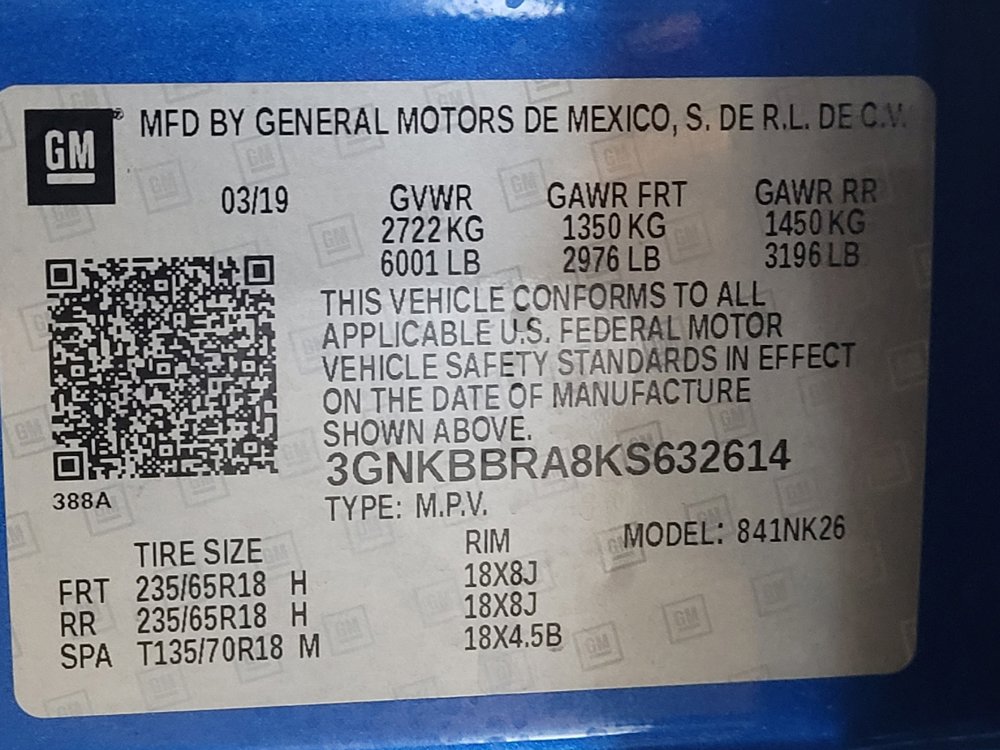 GM ® MFD BY GENERAL MOTORS DE MEXICO, S. DE R.L. DE C.V.
03/19 GVWR GAWR FRT GAWR RR
2722 KG 1350 KG 1450 KG
6001 LB 2976 LB 3196 LB
THIS VEHICLE CONFORMS TO ALL
APPLICABLE U.S. FEDERAL MOTOR
VEHICLE SAFETY STANDARDS IN EFFECT
ON THE DATE OF MANUFACTURE
SHOWN ABOVE.
3GNKBBRA8KS632614
388A
TYPE: M.P.V.
MODEL: 841NK26
TIRE SIZE RIM
FRT 235/65R18 H 18X8J
RR 235/65R18 H 18X8J
SPA T135/70R18 M 18X4.5B